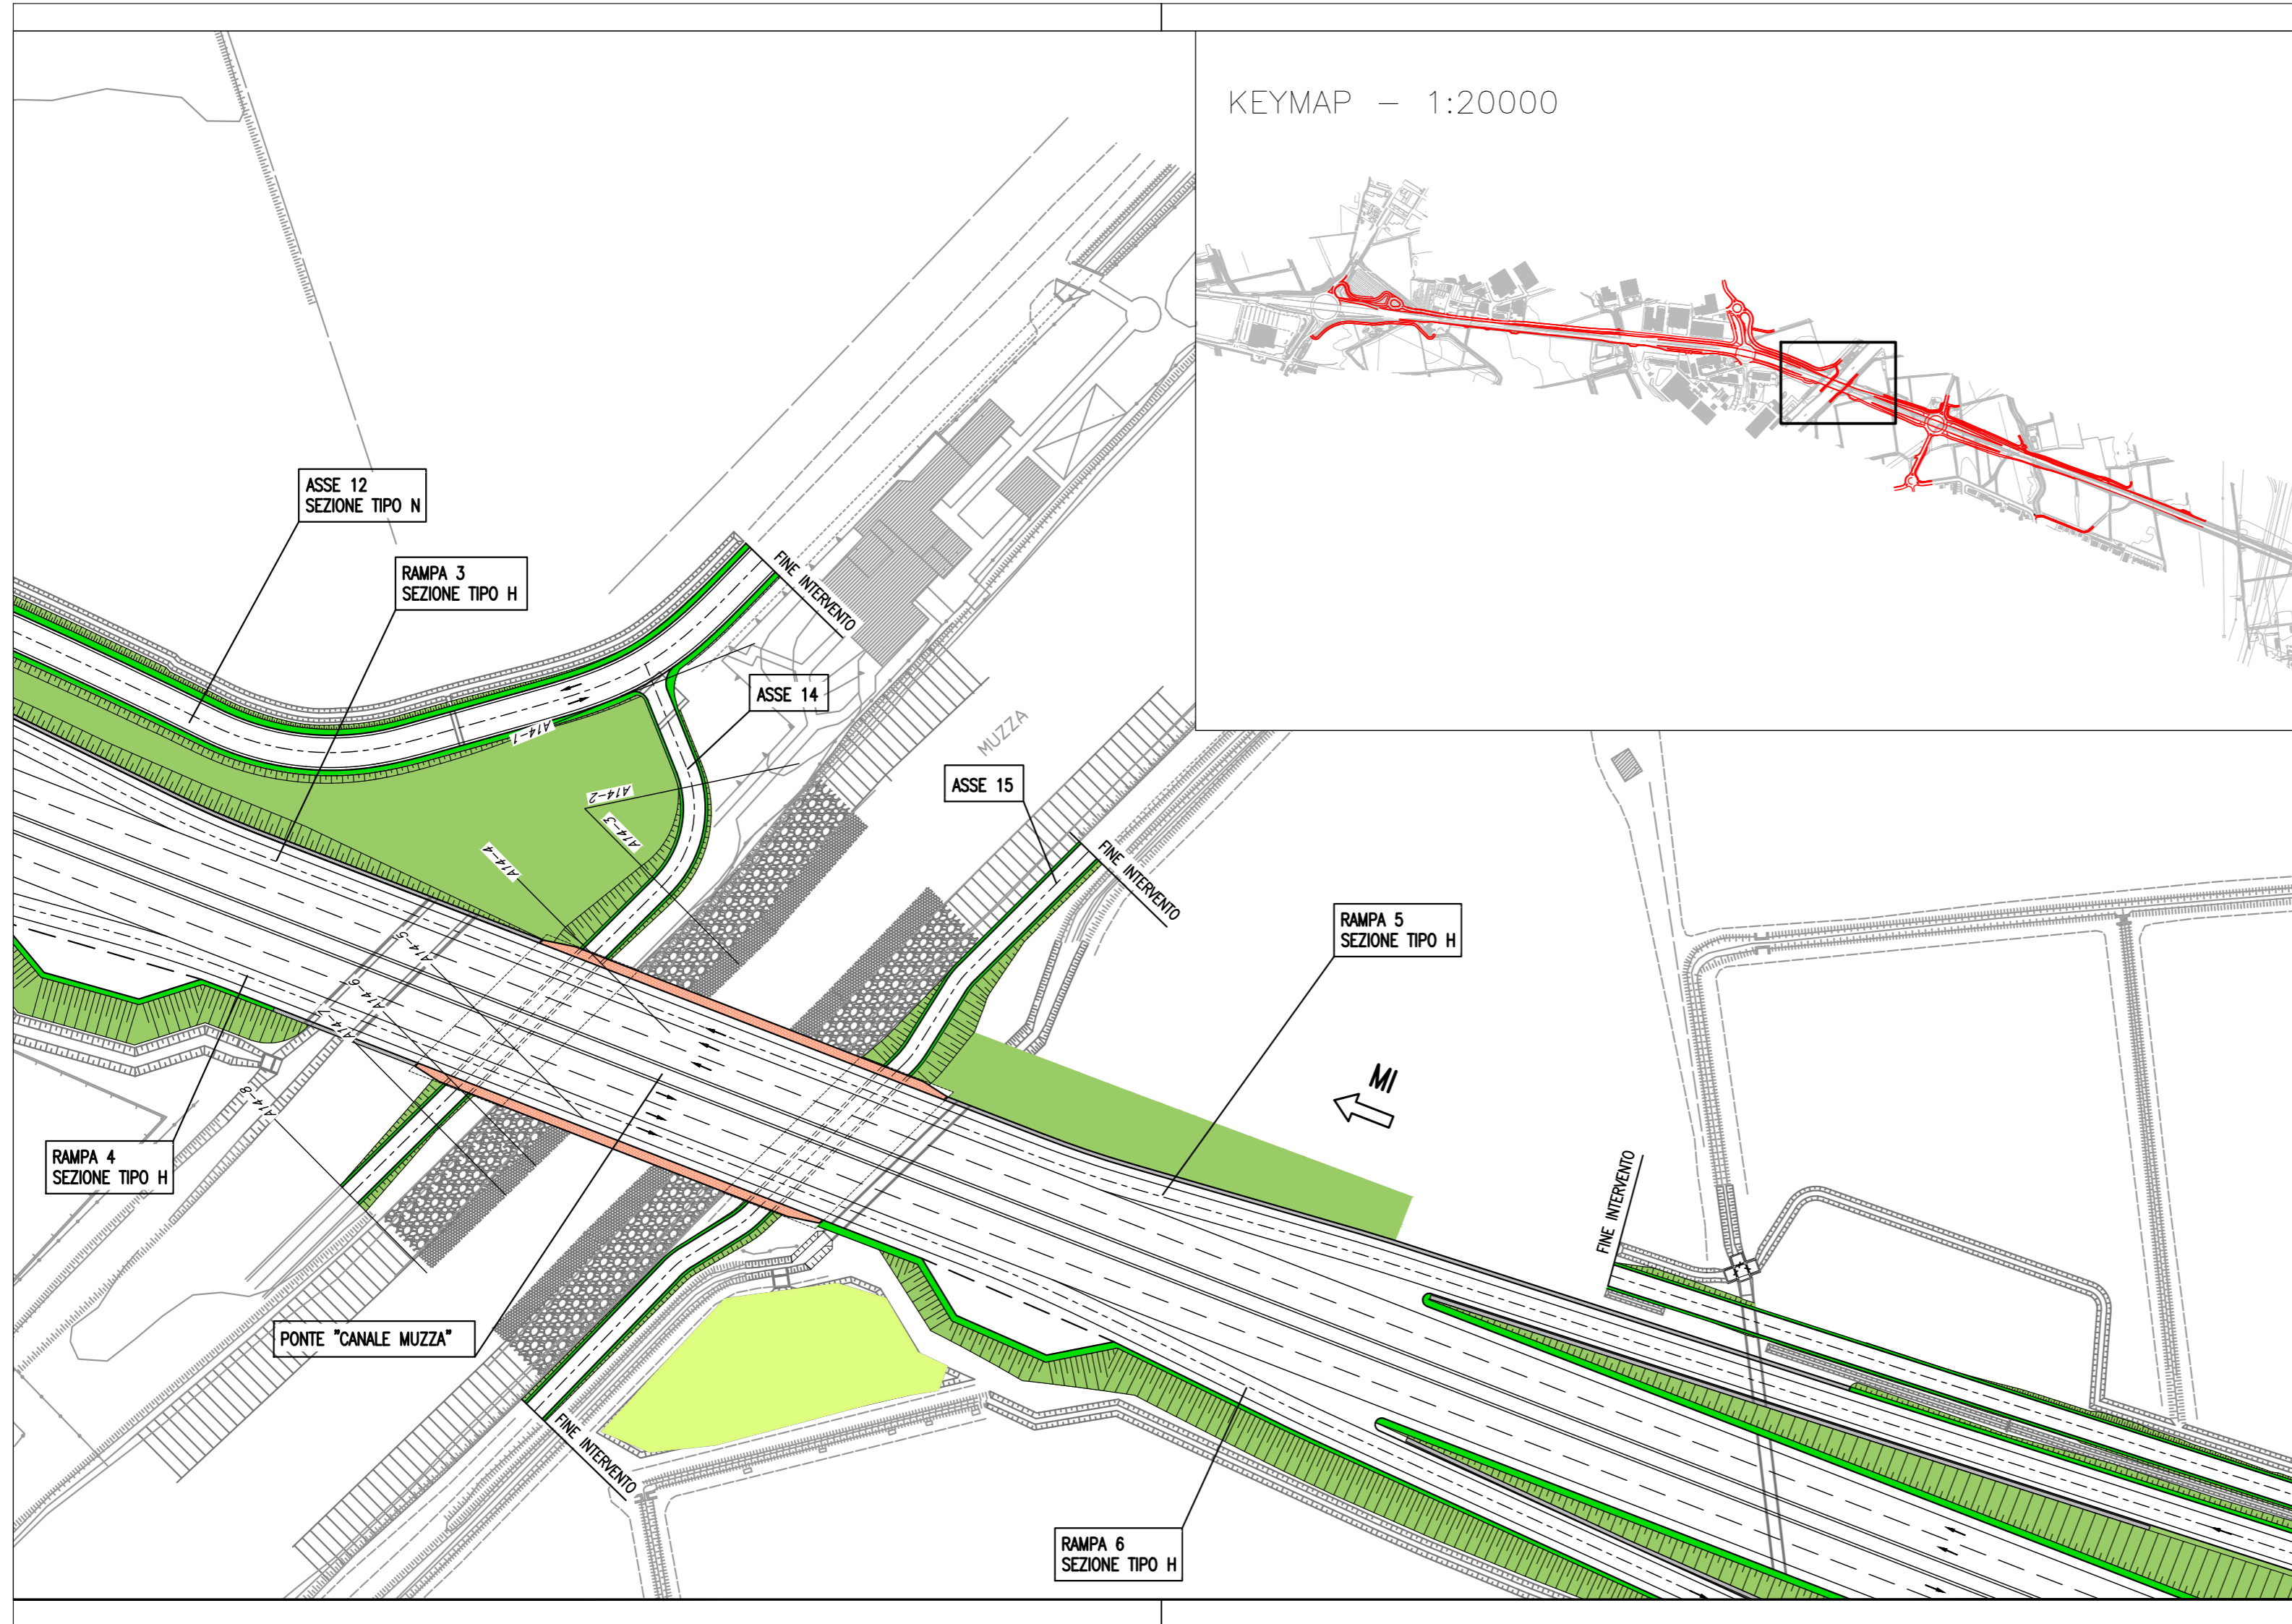 KEYMAP – 1:20000
ASSE 12
SEZIONE TIPO N
RAMPA 3
SEZIONE TIPO H
FINE INTERVENTO
ASSE 14
A14-1
MUZZA
ASSE 15
A14-2
A14-3
A14-4
FINE INTERVENTO
RAMPA 5
SEZIONE TIPO H
A14-5
A14-6
A14-7
MI
A14-8
RAMPA 4
SEZIONE TIPO H
FINE INTERVENTO
PONTE "CANALE MUZZA"
FINE INTERVENTO
RAMPA 6
SEZIONE TIPO H